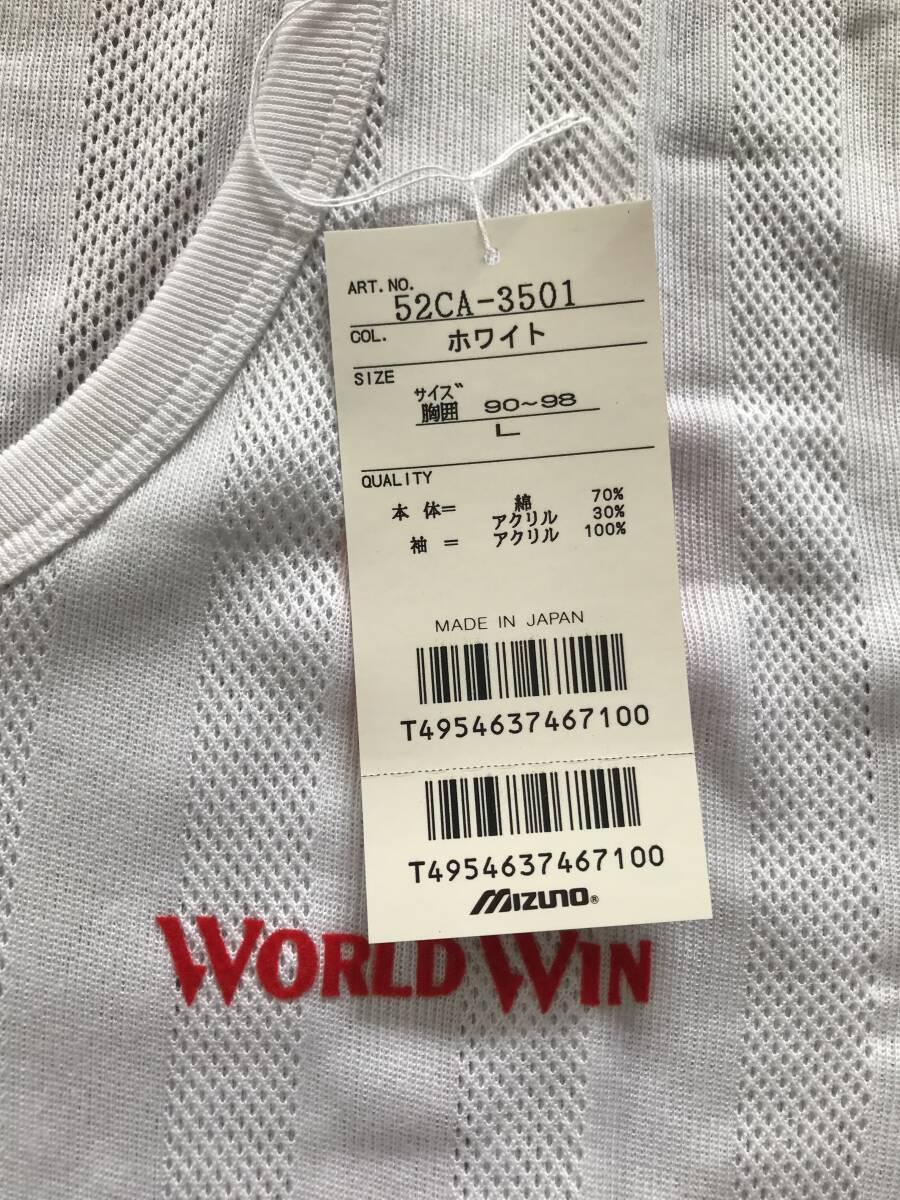 ART. NO.
52CA-3501
COL. ホワイト
SIZE
サイズ
胸囲 90~98
L
QUALITY
本体= 綿 70%
アクリル 30%
袖 = アクリル 100%
MADE IN JAPAN
T4954637467100
T4954637467100
MIZUNO®
WORLD WIN